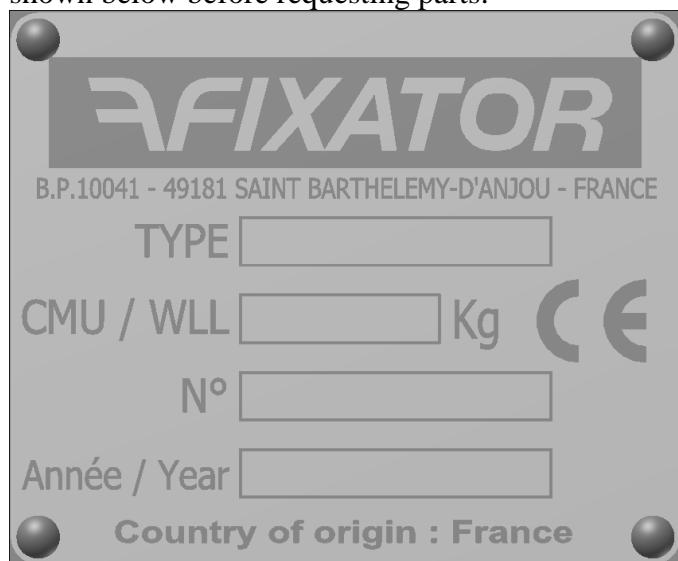 shown below before requesting parts.
FIXATOR
B.P.10041 - 49181 SAINT BARTHELEMY-D'ANJOU - FRANCE
TYPE
CMU / WLL Kg CE
N°
Année / Year
Country of origin : France